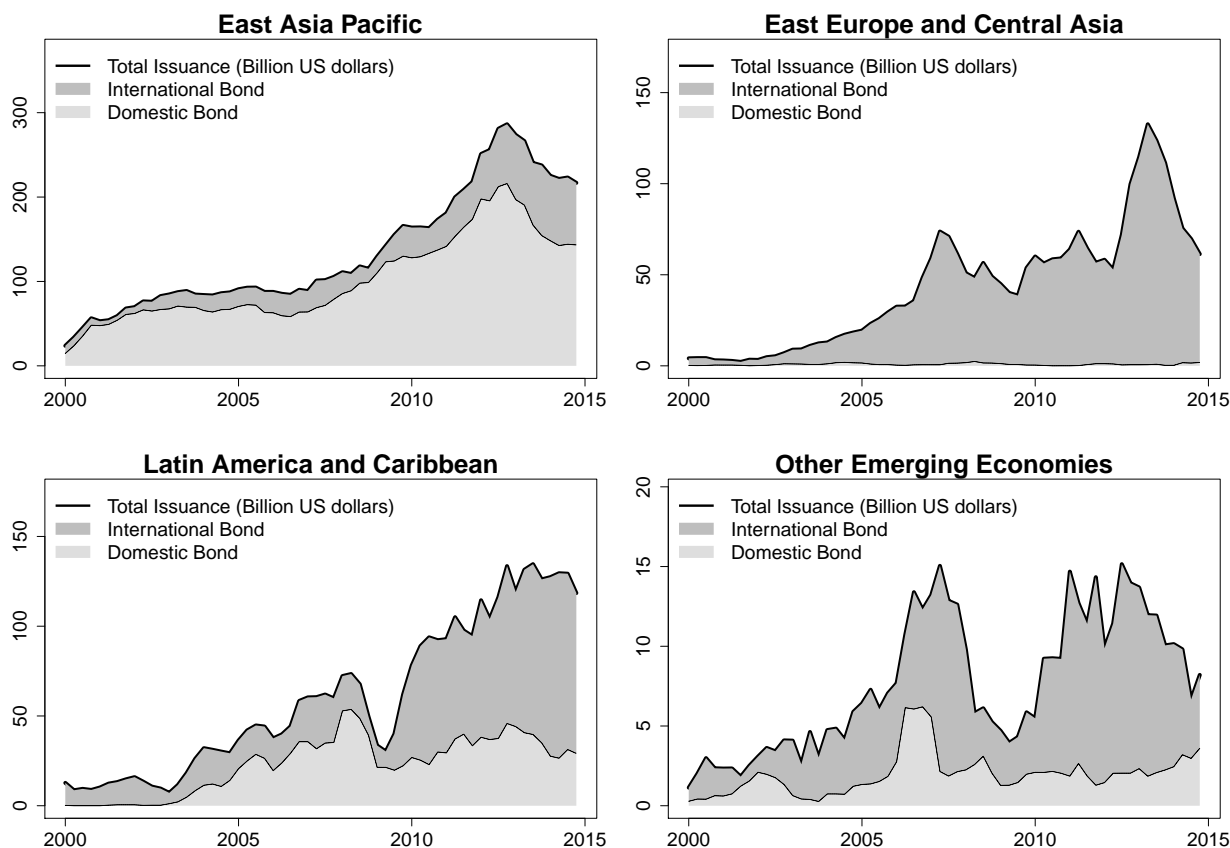 East Asia Pacific
Total Issuance (Billion US dollars)
International Bond
Domestic Bond
300
200
100
0
2000 2005 2010 2015
East Europe and Central Asia
Total Issuance (Billion US dollars)
International Bond
Domestic Bond
150
100
50
0
2000 2005 2010 2015
Latin America and Caribbean
Total Issuance (Billion US dollars)
International Bond
Domestic Bond
150
100
50
0
2000 2005 2010 2015
Other Emerging Economies
Total Issuance (Billion US dollars)
International Bond
Domestic Bond
20
15
10
5
0
2000 2005 2010 2015